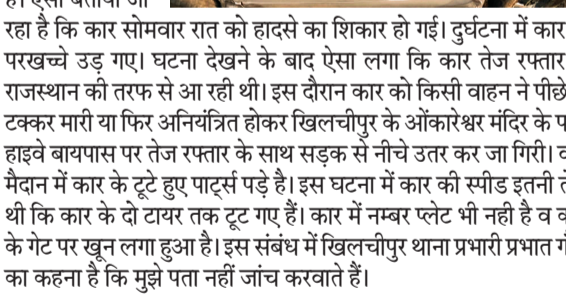 है। ऐसा बताया जा
रहा है कि कार सोमवार रात को हादसे का शिकार हो गई। दुर्घटना में कार
परखच्चे उड़ गए। घटना देखने के बाद ऐसा लगा कि कार तेज रफ्तार
राजस्थान की तरफ से आ रही थी। इस दौरान कार को किसी वाहन ने पीछे
टक्कर मारी या फिर अनियंत्रित होकर खिलचीपुर के ओंकारेश्वर मंदिर के
हाइवे बायपास पर तेज रफ्तार के साथ सड़क से नीचे उतर कर जा गिरी।
मैदान में कार के टूटे हुए पार्ट्स पड़े है। इस घटना में कार की स्पीड इतनी
थी कि कार के दो टायर तक टूट गए हैं। कार में नम्बर प्लेट भी नही है व
के गेट पर खून लगा हुआ है। इस संबंध में खिलचीपुर थाना प्रभारी प्रभात
का कहना है कि मुझे पता नहीं जांच करवाते हैं।